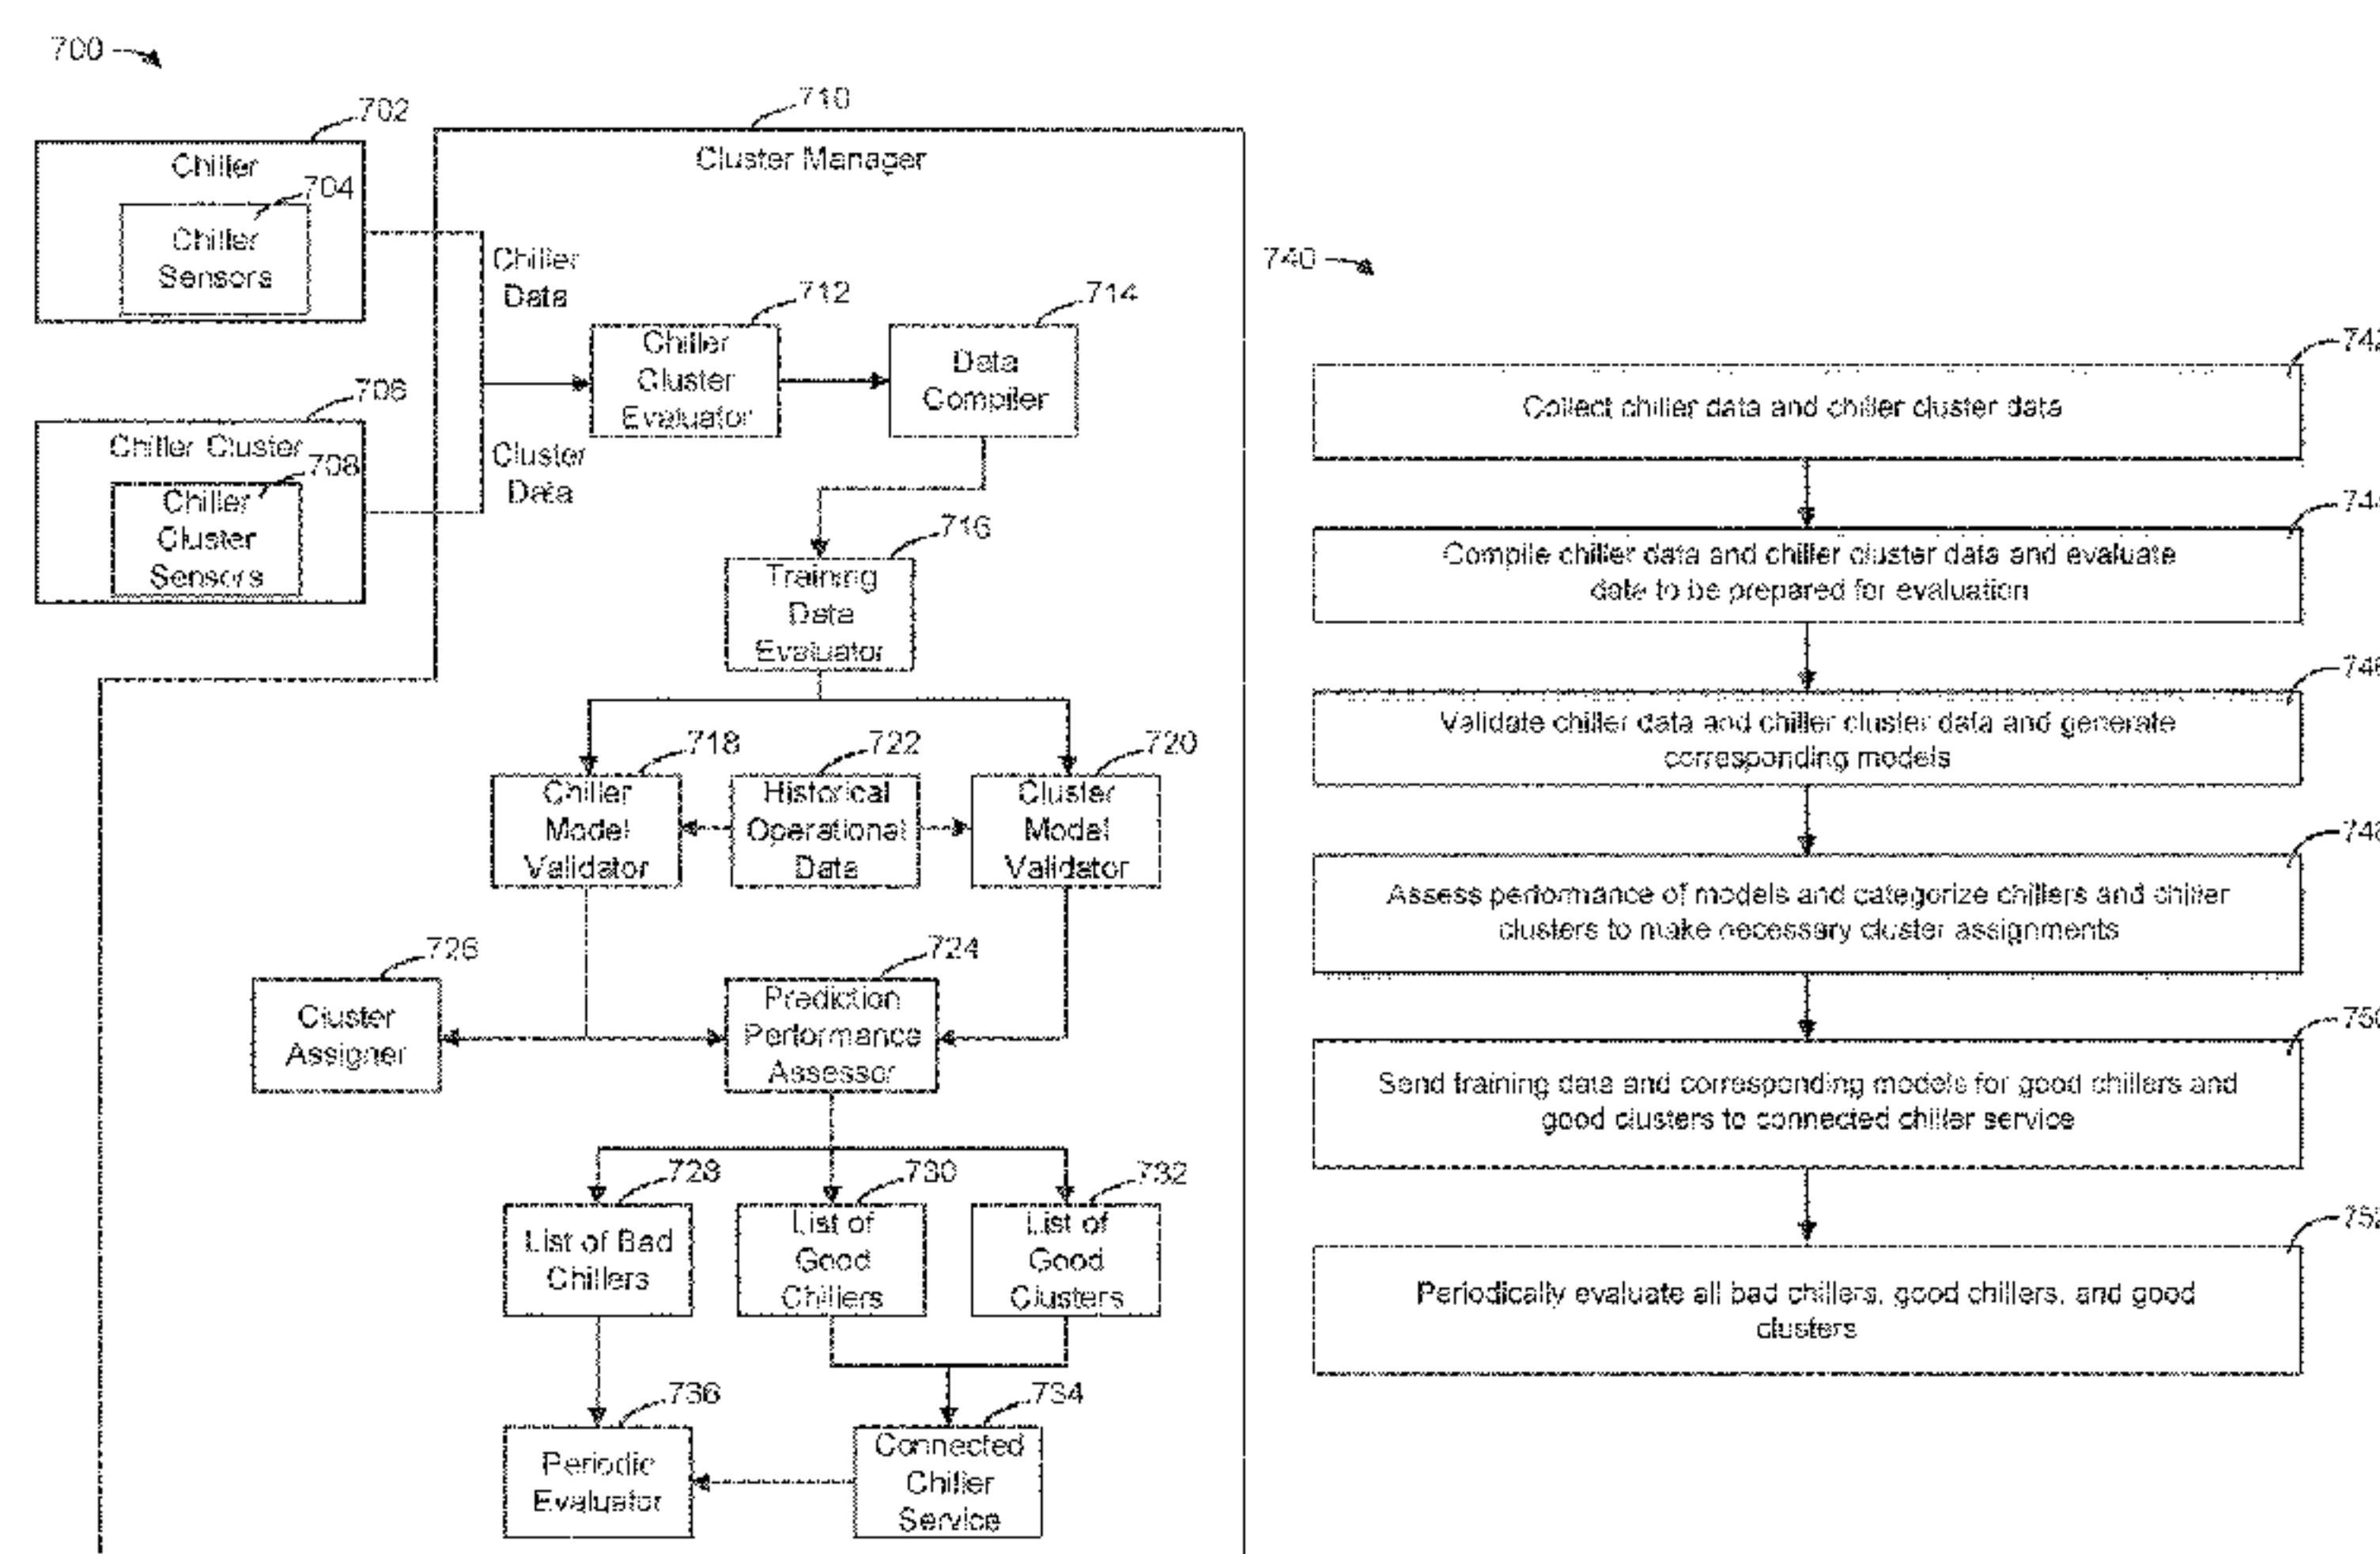 700
702
Chiller
704
Chiller
Sensors
706
Chiller Cluster
708
Chiller
Cluster
Sensors
710
Cluster Manager
Chiller
Data
Cluster
Data
712
Chiller
Cluster
Evaluator
714
Data
Compiler
716
Training
Data
Evaluator
718
Chiller
Model
Validator
722
Historical
Operational
Data
720
Cluster
Model
Validator
726
Cluster
Assigner
724
Prediction
Performance
Assessor
728
List of Bad
Chillers
730
List of
Good
Chillers
732
List of
Good
Clusters
736
Periodic
Evaluator
734
Connected
Chiller
Service
740
Collect chiller data and chiller cluster data
Compile chiller data and chiller cluster data and evaluate
data to be prepared for evaluation
Validate chiller data and chiller cluster data and generate
corresponding models
Assess performance of models and categorize chillers and chiller
clusters to make necessary cluster assignments
Send training data and corresponding models for good chillers and
good clusters to connected chiller service
Periodically evaluate all bad chillers, good chillers, and good
clusters